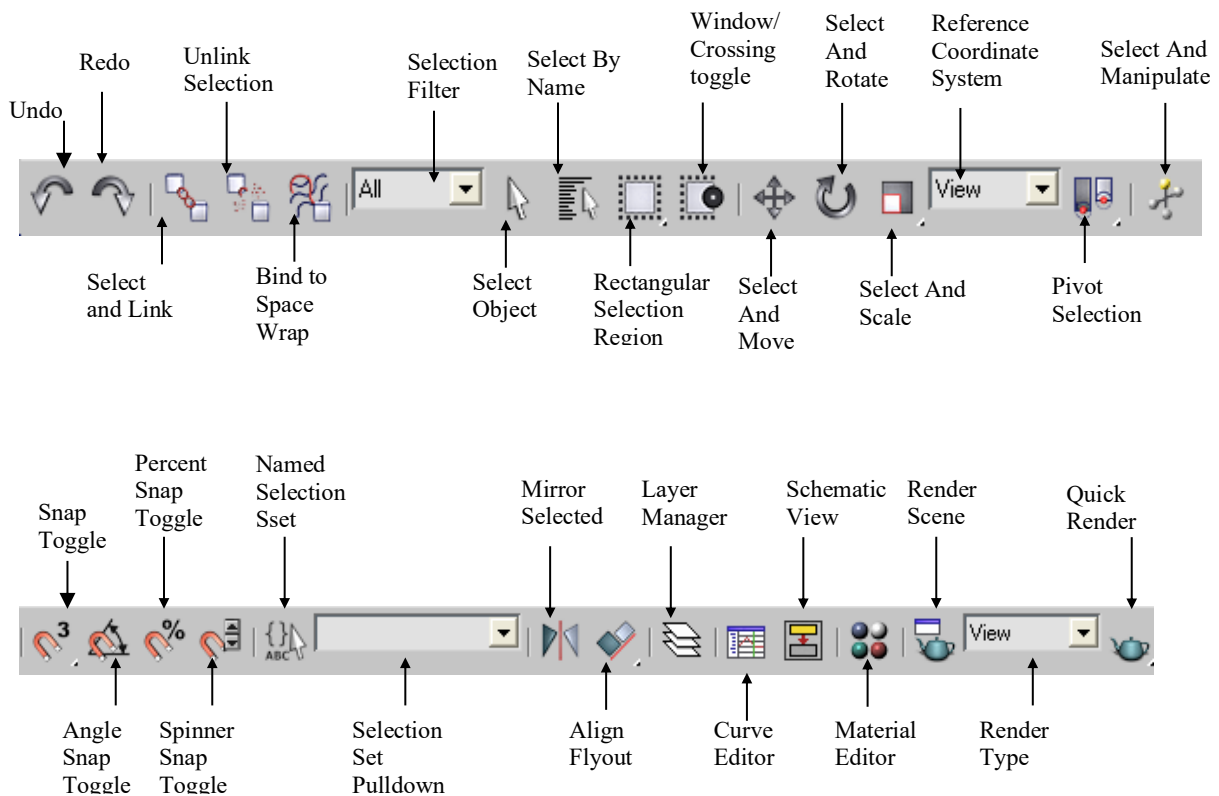 Undo
Redo
Unlink
Selection
Selection
Filter
Select By
Name
Window/
Crossing
toggle
Select
And
Rotate
Reference
Coordinate
System
Select And
Manipulate
All
View
Select
and Link
Bind to
Space
Wrap
Select
Object
Rectangular
Selection
Region
Select
And
Move
Select And
Scale
Pivot
Selection
Snap
Toggle
Percent
Snap
Toggle
Named
Selection
Sset
Mirror
Selected
Layer
Manager
Schematic
View
Render
Scene
Quick
Render
3
%
{}
ABC
View
Angle
Snap
Toggle
Spinner
Snap
Toggle
Selection
Set
Pulldown
Align
Flyout
Curve
Editor
Material
Editor
Render
Type